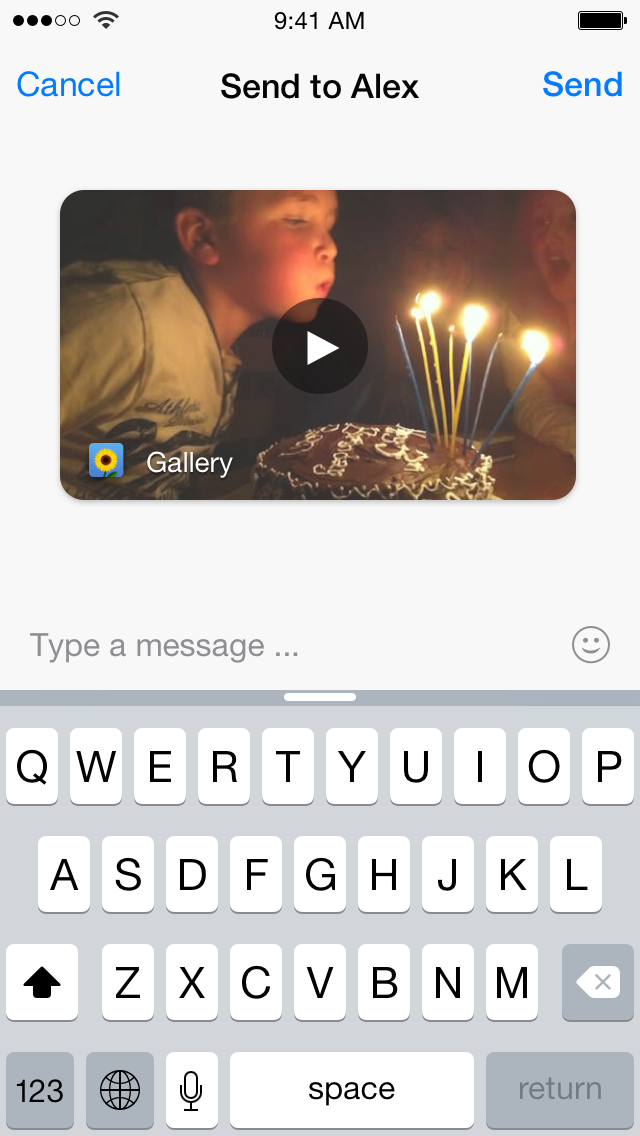 9:41 AM
Cancel Send to Alex Send
Gallery
Type a message ...
Q W E R T Y U I O P
A S D F G H J K L
Z X C V B N M
123 space return